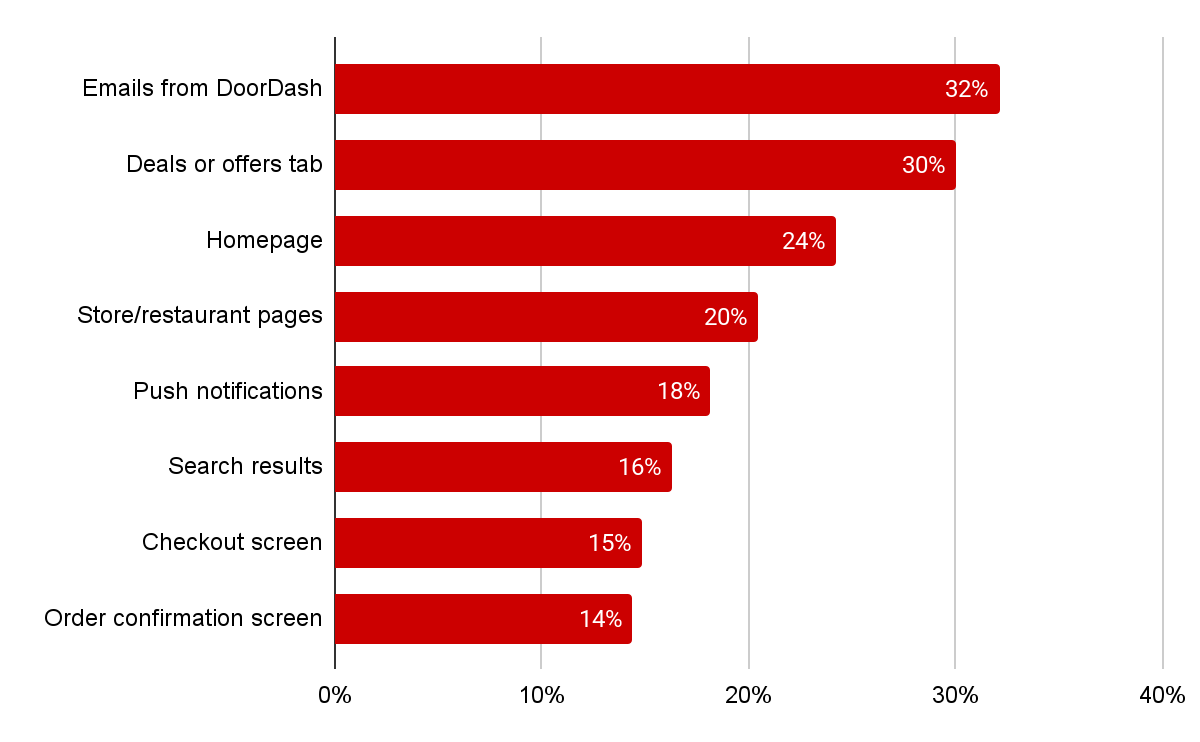 Emails from DoorDash 32%
Deals or offers tab 30%
Homepage 24%
Store/restaurant pages 20%
Push notifications 18%
Search results 16%
Checkout screen 15%
Order confirmation screen 14%
0% 10% 20% 30% 40%